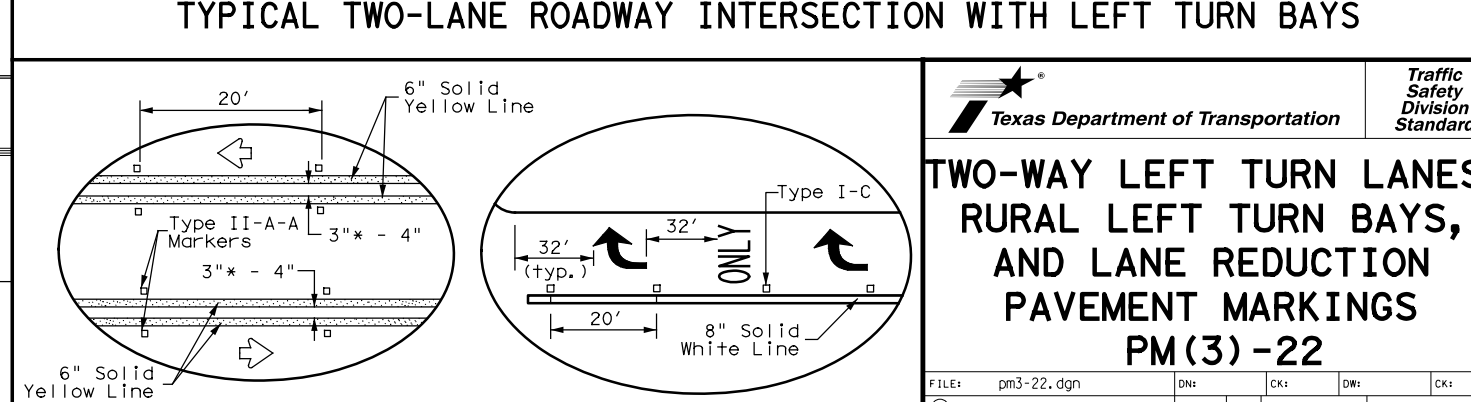 TYPICAL TWO-LANE ROADWAY INTERSECTION WITH LEFT TURN BAYS
20'
6" Solid
Yellow Line
Type II-A-A
Markers
3"* - 4"
3"* - 4"
6" Solid
Yellow Line
Type I-C
32'
(typ.)
32'
ONLY
20'
8" Solid
White Line
®
Texas Department of Transportation
Traffic
Safety
Division
Standard
TWO-WAY LEFT TURN LANES
RURAL LEFT TURN BAYS,
AND LANE REDUCTION
PAVEMENT MARKINGS
PM(3)-22
FILE: pm3-22.dgn DN: CK: DW: CK: